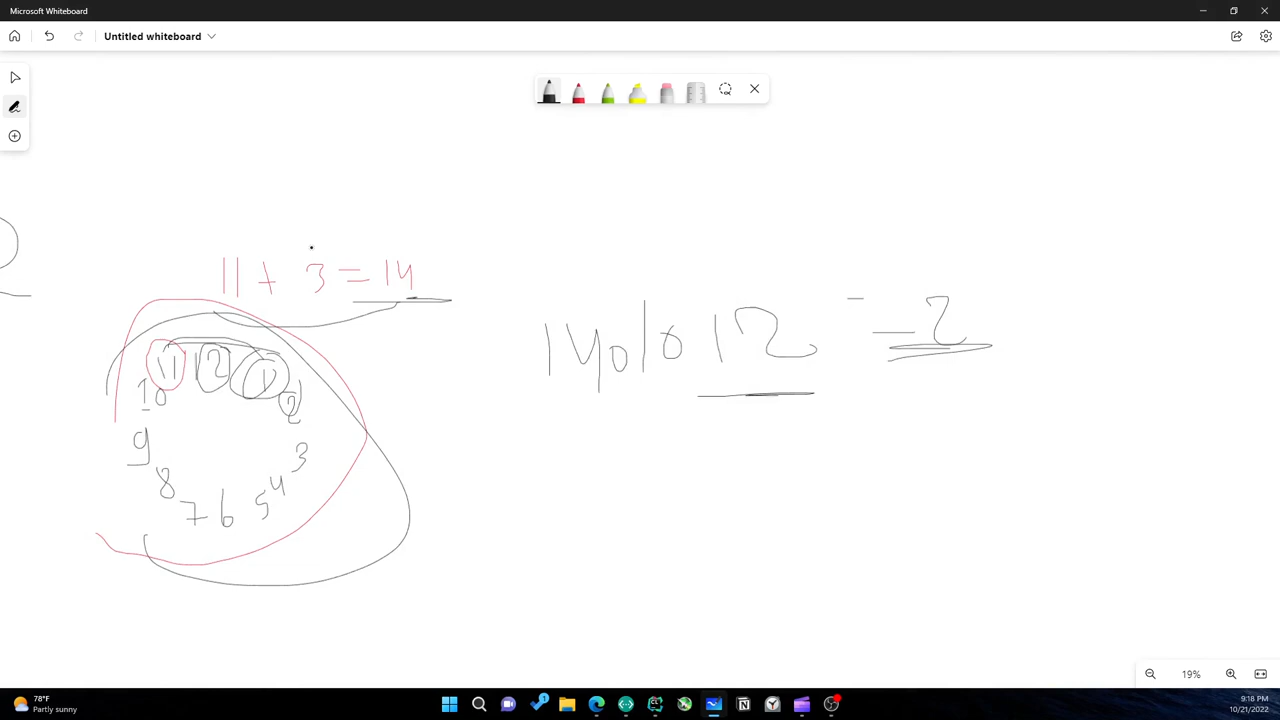 Microsoft Whiteboard
Untitled whiteboard
11 + 3 = 14
14 % 12 = 2
11 12 1
10 2
9 3
8 4
7 6 5
19%
78°F
Partly sunny
9:18 PM
10/21/2022